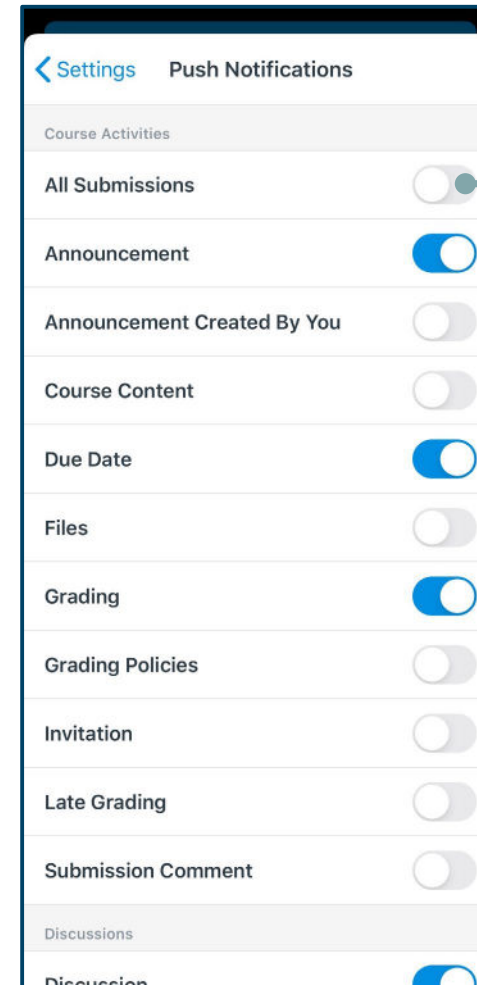 Settings Push Notifications
Course Activities
All Submissions
Announcement
Announcement Created By You
Course Content
Due Date
Files
Grading
Grading Policies
Invitation
Late Grading
Submission Comment
Discussions
Discussion